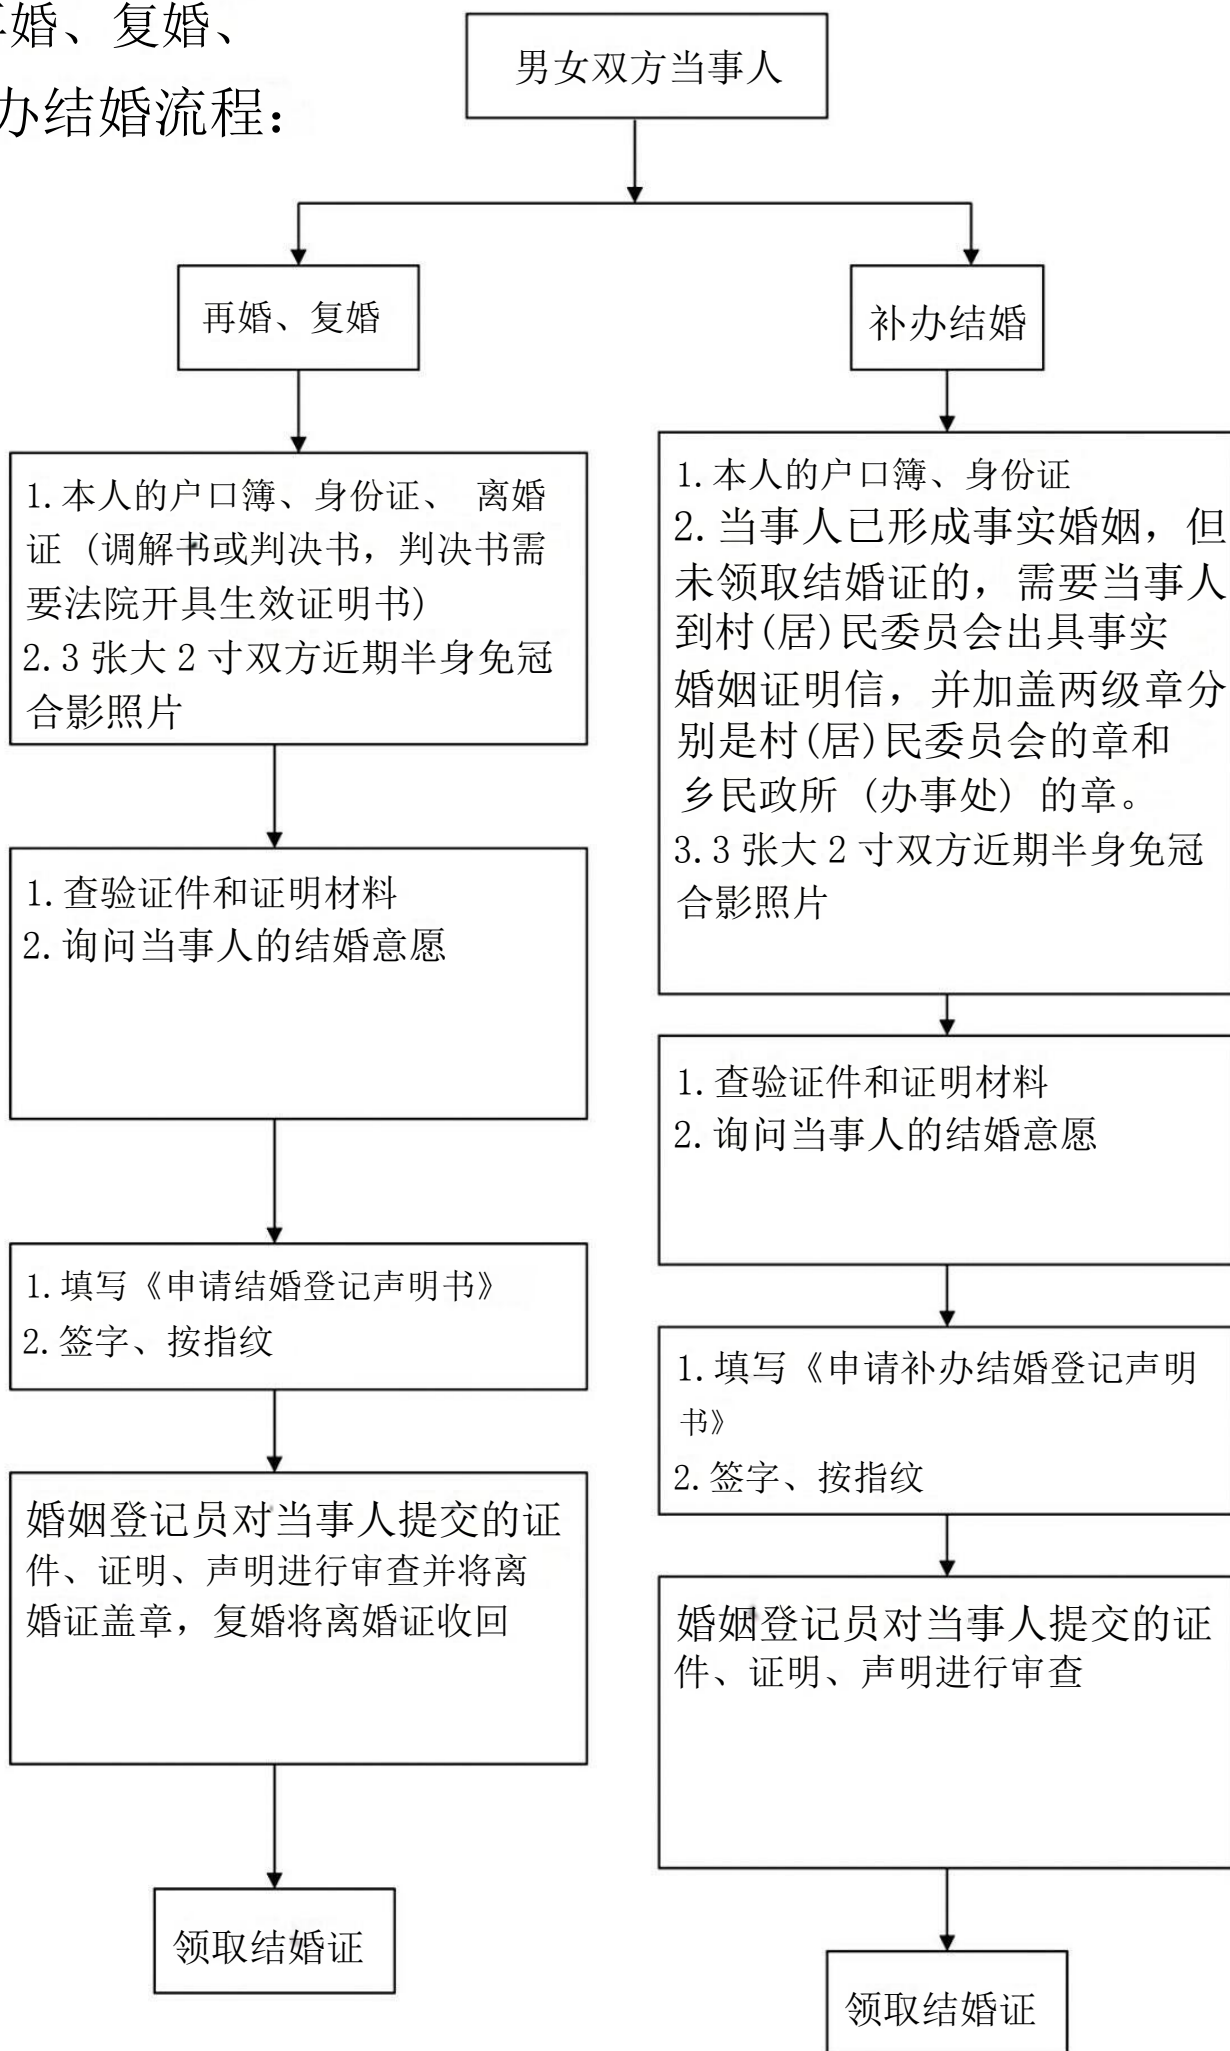 再婚、复婚、
办结婚流程：
男女双方当事人
再婚、复婚
补办结婚
1.本人的户口簿、身份证、 离婚
证（调解书或判决书，判决书需
要法院开具生效证明书)
2.3张大2寸双方近期半身免冠
合影照片
1.查验证件和证明材料
2.询问当事人的结婚意愿
1.填写《申请结婚登记声明书》
2.签字、按指纹
婚姻登记员对当事人提交的证
件、证明、声明进行审查并将离
婚证盖章，复婚将离婚证收回
领取结婚证
1.本人的户口簿、身份证
2.当事人已形成事实婚姻，但
未领取结婚证的，需要当事人
到村(居)民委员会出具事实
婚姻证明信，并加盖两级章分
别是村(居)民委员会的章和
乡民政所（办事处）的章。
3.3张大2寸双方近期半身免冠
合影照片
1.查验证件和证明材料
2.询问当事人的结婚意愿
1.填写《申请补办结婚登记声明
书》
2.签字、按指纹
婚姻登记员对当事人提交的证
件、证明、声明进行审查
领取结婚证